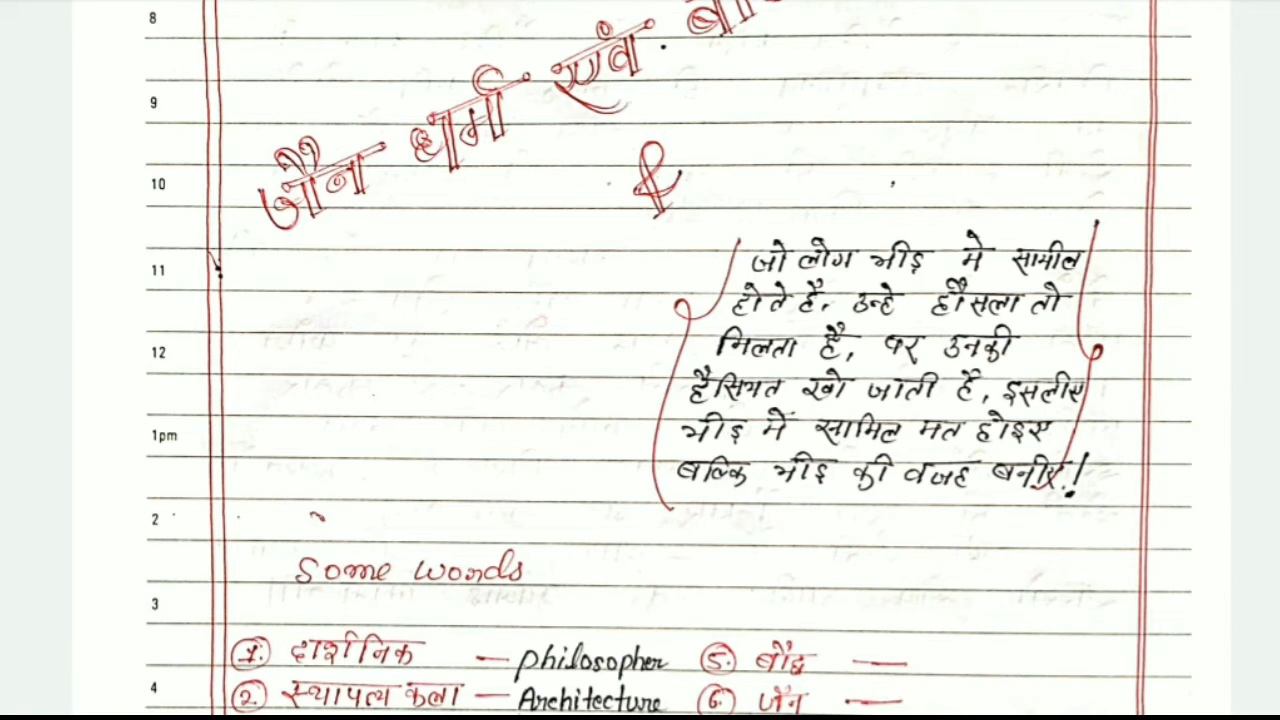 8
जैन धर्म एंव
9
&
10
11
जो लोग भीड़ मे सामील
होते है, उन्हे हौसला तो
मिलता है, पर उनकी
12
हैसियत खो जाती है, इसलीए
भीड़ में सामिल मत होइए
1pm
बल्कि भीड़ की वजह बनीए!
2
Some words
3
1. दार्शनिक — philosopher 5. बौद्ध —
4
2. स्थापत्य कला — Architecture 6. जैन —